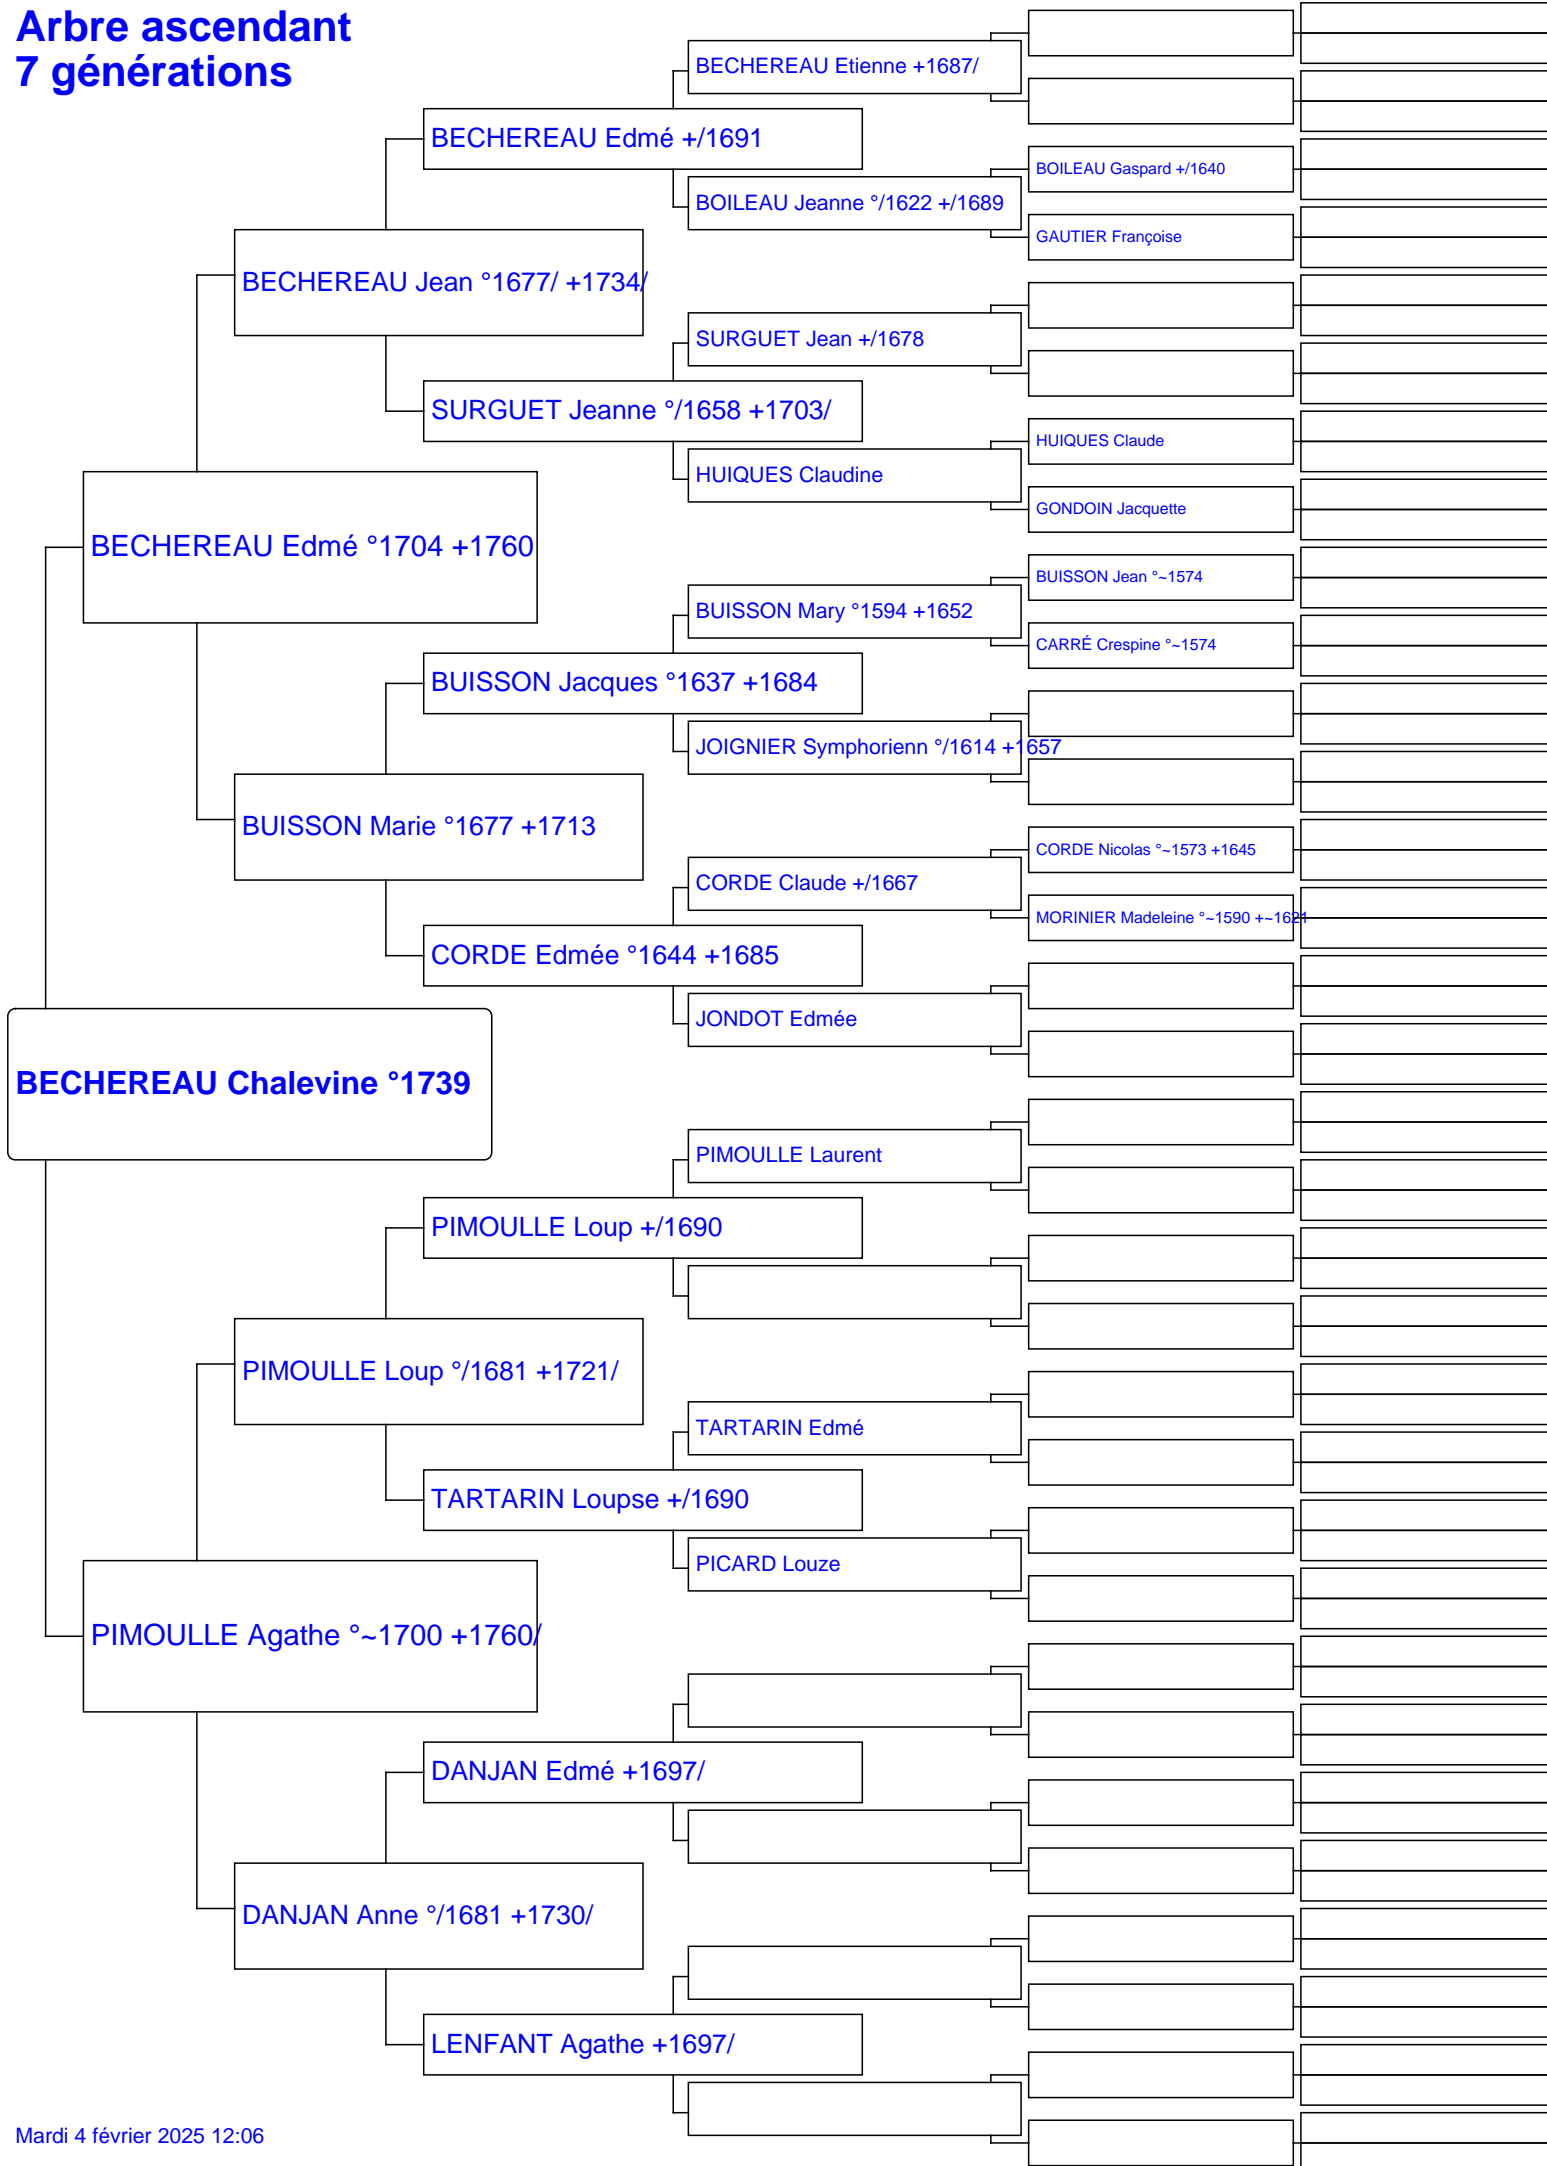 Arbre ascendant
7 générations
BECHEREAU Etienne +1687/
BECHEREAU Edmé +/1691
BOILEAU Gaspard +/1640
BOILEAU Jeanne °/1622 +/1689
GAUTIER Françoise
BECHEREAU Jean °1677/ +1734/
SURGUET Jean +/1678
SURGUET Jeanne °/1658 +1703/
HUIQUES Claude
HUIQUES Claudine
GONDOIN Jacquette
BECHEREAU Edmé °1704 +1760
BUISSON Jean °~1574
BUISSON Mary °1594 +1652
CARRÉ Crespine °~1574
BUISSON Jacques °1637 +1684
JOIGNIER Symphorienn °/1614 +1657
BUISSON Marie °1677 +1713
CORDE Nicolas °~1573 +1645
CORDE Claude +/1667
MORINIER Madeleine °~1590 +~1621
CORDE Edmée °1644 +1685
JONDOT Edmée
BECHEREAU Chalevine °1739
PIMOULLE Laurent
PIMOULLE Loup +/1690
PIMOULLE Loup °/1681 +1721/
TARTARIN Edmé
TARTARIN Loupse +/1690
PICARD Louze
PIMOULLE Agathe °~1700 +1760/
DANJAN Edmé +1697/
DANJAN Anne °/1681 +1730/
LENFANT Agathe +1697/
Mardi 4 février 2025 12:06